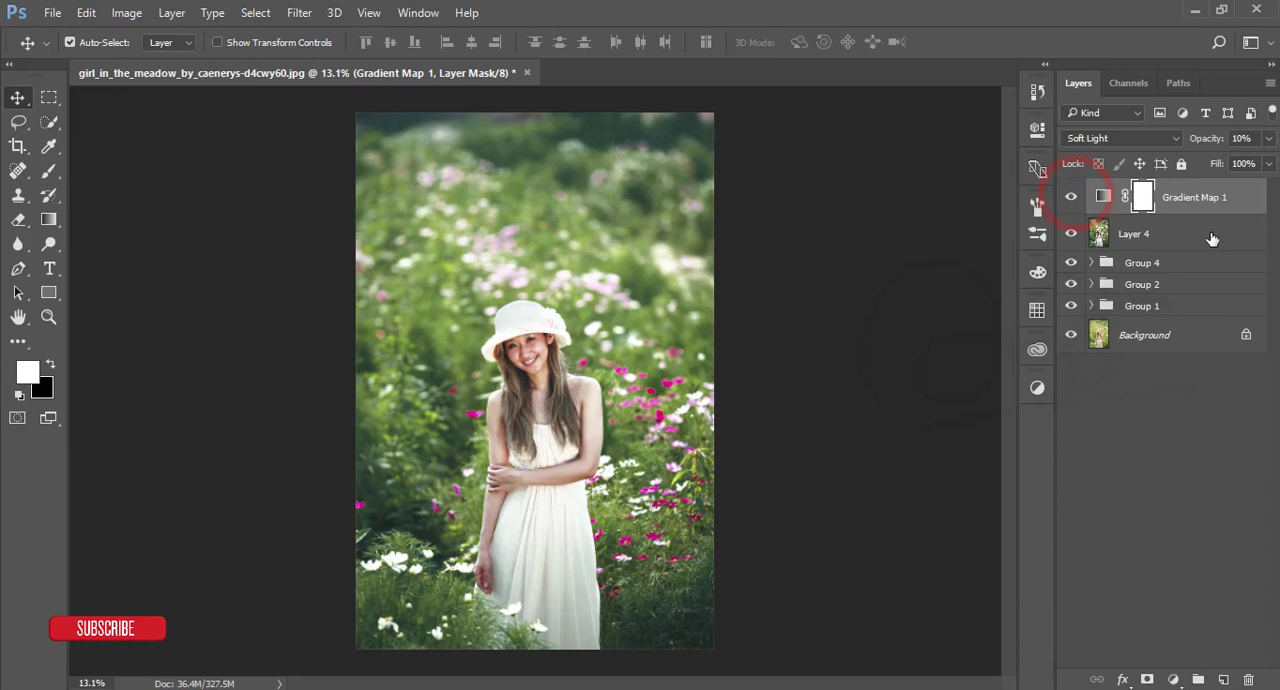 Ps File Edit Image Layer Type Select Filter 3D View Window Help
Auto-Select: Layer Show Transform Controls 3D Mode:
girl_in_the_meadow_by_caenerys-d4cwy60.jpg @ 13.1% (Gradient Map 1, Layer Mask/8) * ×
Layers Channels Paths
Kind
Soft Light Opacity: 10%
Lock: Fill: 100%
Gradient Map 1
Layer 4
Group 4
Group 2
Group 1
Background
SUBSCRIBE
13.1% Doc: 36.4M/327.5M